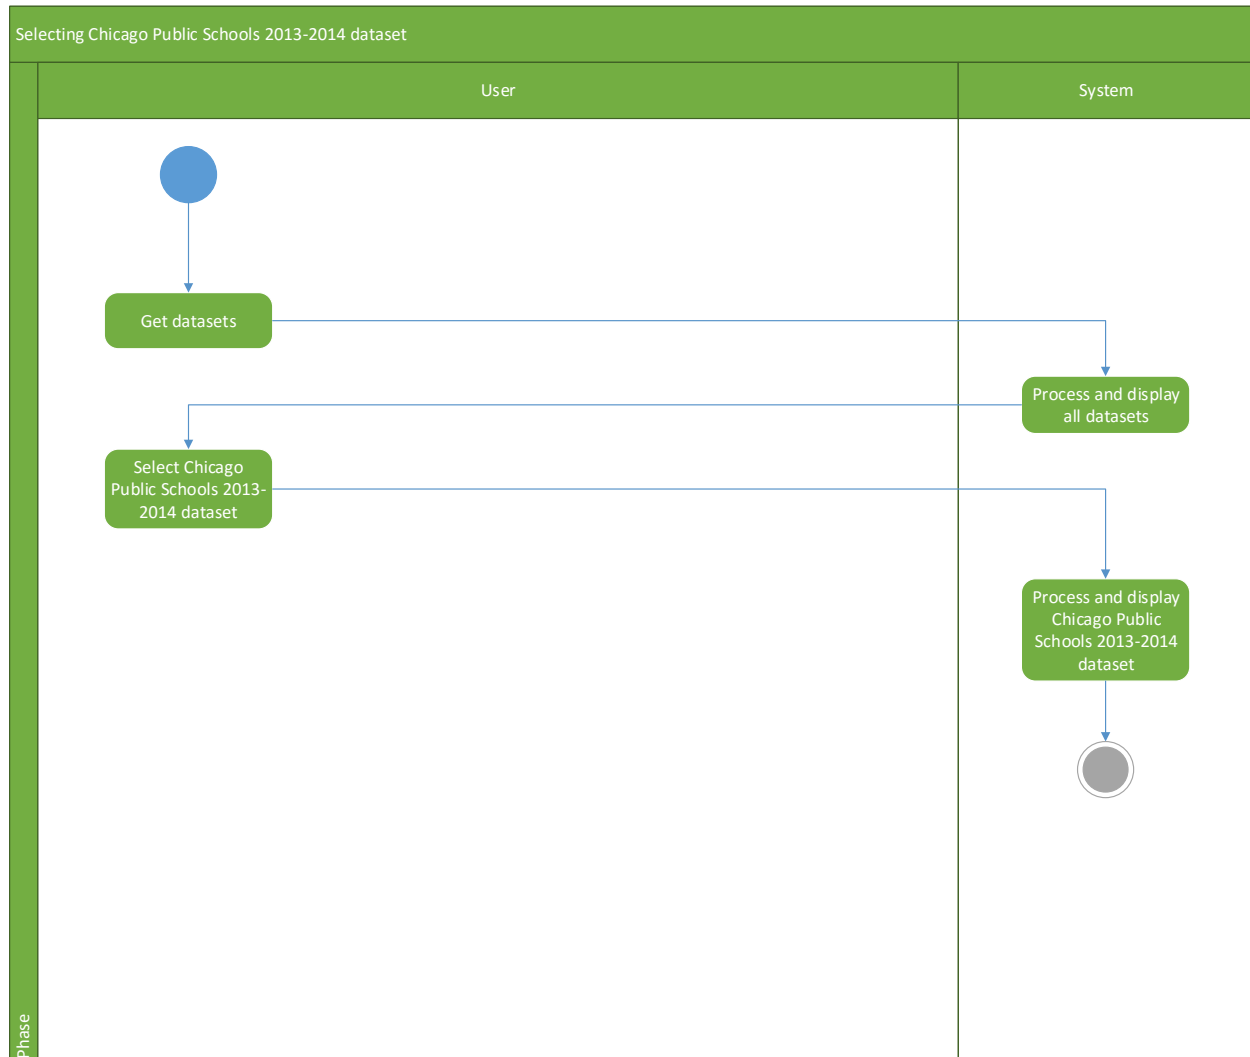 Selecting Chicago Public Schools 2013-2014 dataset
User
System
Get datasets
Process and display
all datasets
Select Chicago
Public Schools 2013-
2014 dataset
Process and display
Chicago Public
Schools 2013-2014
dataset
Phase